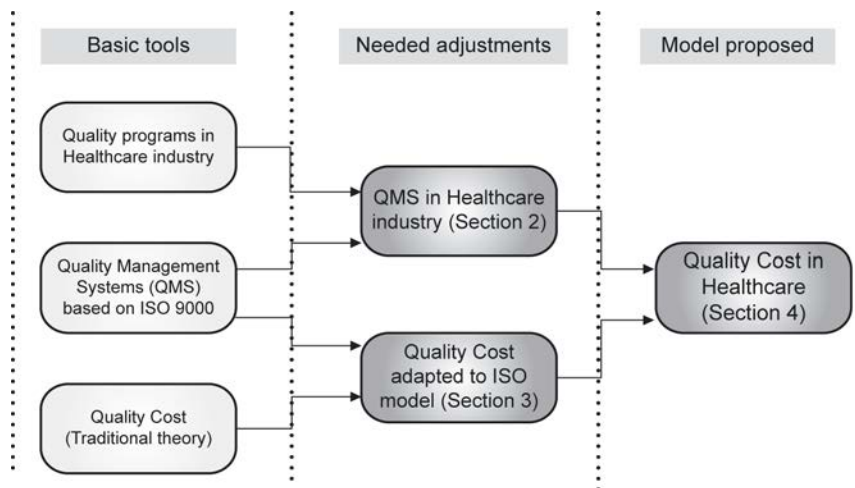 Basic tools
Needed adjustments
Model proposed
Quality programs in
Healthcare industry
QMS in Healthcare
industry (Section 2)
Quality Management
Systems (QMS)
based on ISO 9000
Quality Cost in
Healthcare
(Section 4)
Quality Cost
adapted to ISO
model (Section 3)
Quality Cost
(Traditional theory)